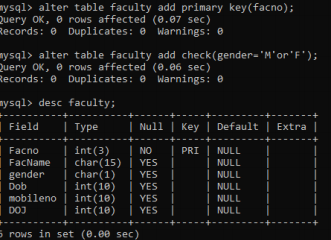 mysql> alter table faculty add primary key(facno);
Query OK, 0 rows affected (0.07 sec)
Records: 0  Duplicates: 0  Warnings: 0

mysql> alter table faculty add check(gender='M'or'F');
Query OK, 0 rows affected (0.06 sec)
Records: 0  Duplicates: 0  Warnings: 0

mysql> desc faculty;
+----------+----------+------+-----+---------+-------+
| Field    | Type     | Null | Key | Default | Extra |
+----------+----------+------+-----+---------+-------+
| Facno    | int(3)   | NO   | PRI | NULL    |       |
| FacName  | char(15) | YES  |     | NULL    |       |
| gender   | char(1)  | YES  |     | NULL    |       |
| Dob      | int(10)  | YES  |     | NULL    |       |
| mobileno | int(10)  | YES  |     | NULL    |       |
| DOJ      | int(10)  | YES  |     | NULL    |       |
+----------+----------+------+-----+---------+-------+
6 rows in set (0.00 sec)